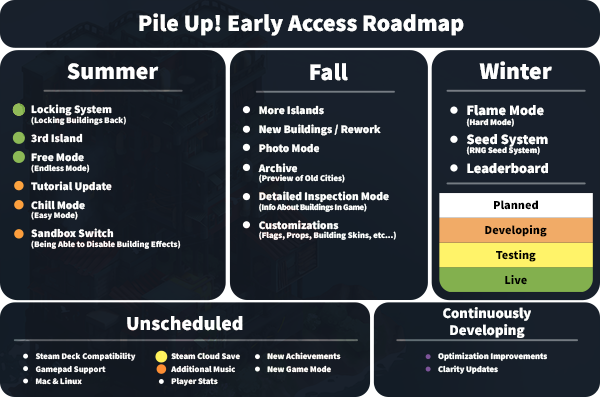 Pile Up! Early Access Roadmap
Summer
Locking System
(Locking Buildings Back)
3rd Island
Free Mode
(Endless Mode)
Tutorial Update
Chill Mode
(Easy Mode)
Sandbox Switch
(Being Able to Disable Building Effects)
Fall
More Islands
New Buildings / Rework
Photo Mode
Archive
(Preview of Old Cities)
Detailed Inspection Mode
(Info About Buildings In Game)
Customizations
(Flags, Props, Building Skins, etc...)
Winter
Flame Mode
(Hard Mode)
Seed System
(RNG Seed System)
Leaderboard
Planned
Developing
Testing
Live
Unscheduled
Steam Deck Compatibility
Gamepad Support
Mac & Linux
Steam Cloud Save
Additional Music
Player Stats
New Achievements
New Game Mode
Continuously
Developing
Optimization Improvements
Clarity Updates